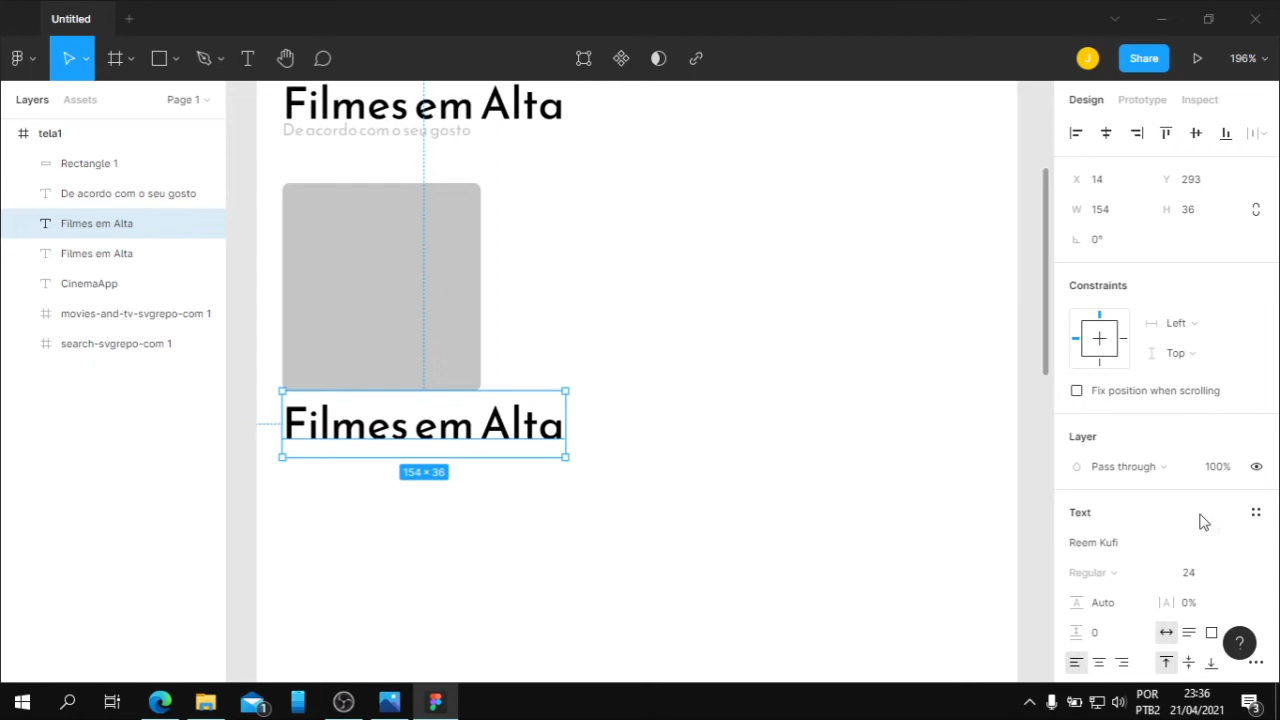 Untitled
Share
196%
Layers
Assets
Page 1
Filmes em Alta
De acordo com o seu gosto
Design
Prototype
Inspect
tela1
Rectangle 1
De acordo com o seu gosto
Filmes em Alta
Filmes em Alta
CinemaApp
movies-and-tv-svgrepo-com 1
search-svgrepo-com 1
Filmes em Alta
154 × 36
X 14
Y 293
W 154
H 36
0°
Constraints
Left
Top
Fix position when scrolling
Layer
Pass through
100%
Text
Reem Kufi
Regular
24
A Auto
|A| 0%
0
?
1
POR
PTB2
23:36
21/04/2021
3